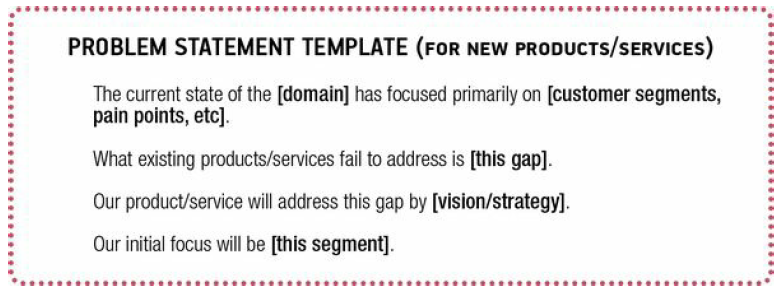 PROBLEM STATEMENT TEMPLATE (FOR NEW PRODUCTS/SERVICES)
The current state of the [domain] has focused primarily on [customer segments,
pain points, etc].
What existing products/services fail to address is [this gap].
Our product/service will address this gap by [vision/strategy].
Our initial focus will be [this segment].